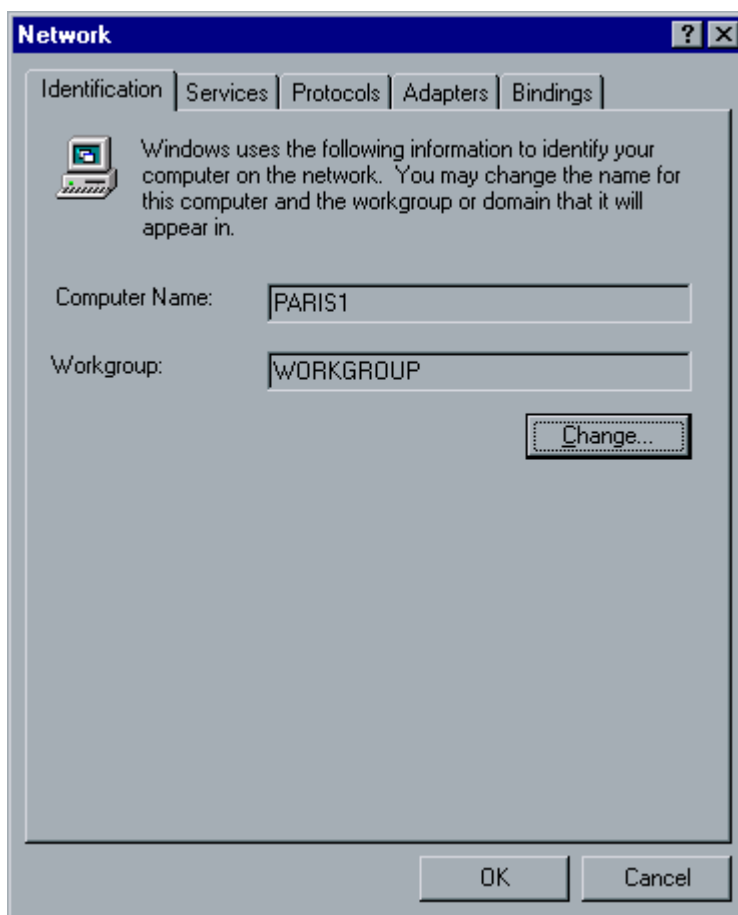 Network
Identification Services Protocols Adapters Bindings
Windows uses the following information to identify your
computer on the network. You may change the name for
this computer and the workgroup or domain that it will
appear in.
Computer Name: PARIS1
Workgroup: WORKGROUP
Change...
OK Cancel